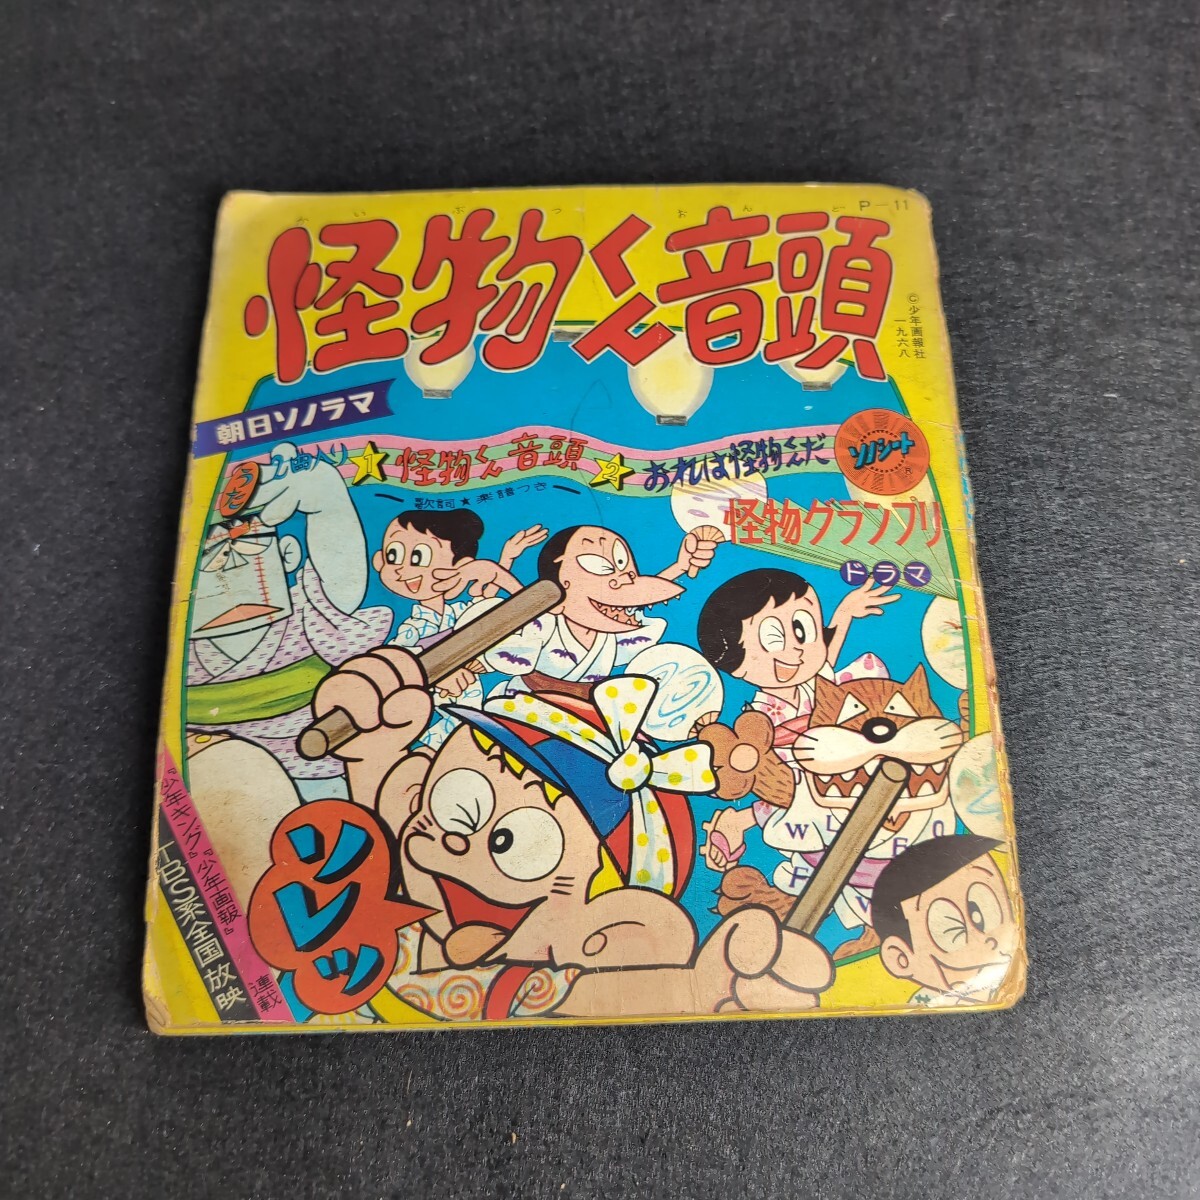 かいぶつおんど
P-11
怪物くん音頭
©少年画報社
一九六八
朝日ソノラマ
うた
2曲入り
1 怪物くん音頭
2 おれは怪物くんだ
ソノシート
R
歌詞★楽譜つき
怪物グランプリ
ドラマ
『少年キング』『少年画報』連載
TBS系全国放映
ソレッ
W L F O
F W